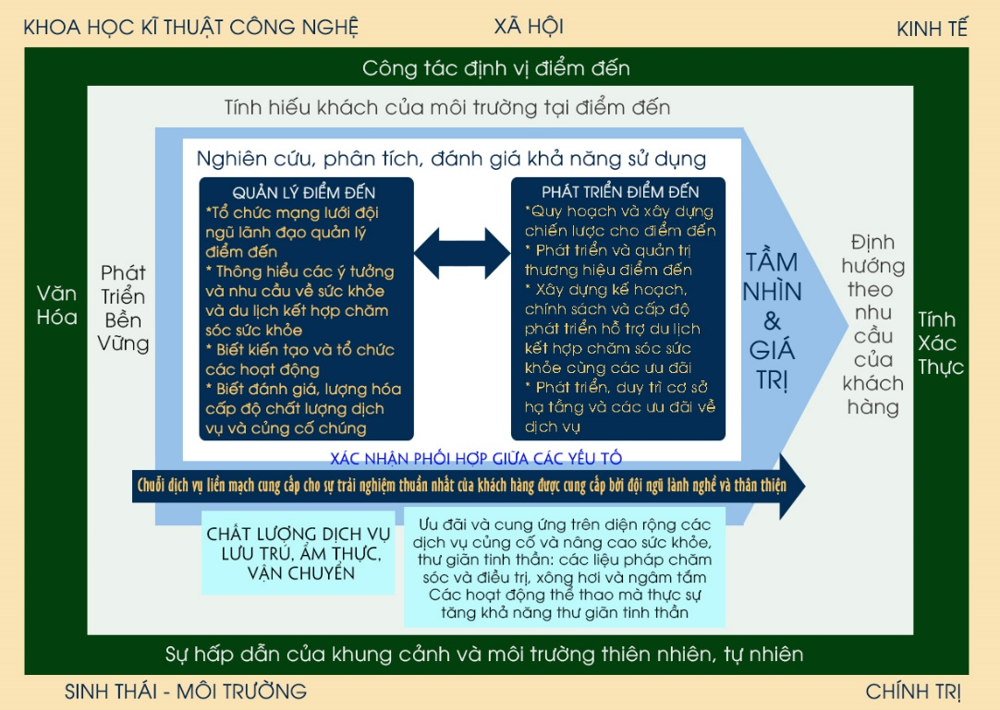 KHOA HỌC KĨ THUẬT CÔNG NGHỆ
XÃ HỘI
KINH TẾ
Công tác định vị điểm đến
Tính hiếu khách của môi trường tại điểm đến
Nghiên cứu, phân tích, đánh giá khả năng sử dụng
Văn
Hóa
Phát
Triển
Bền
Vững
QUẢN LÝ ĐIỂM ĐẾN
*Tổ chức mạng lưới đội
ngũ lãnh đạo quản lý
điểm đến
* Thông hiểu các ý tưởng
và nhu cầu về sức khỏe
và du lịch kết hợp chăm
sóc sức khỏe
* Biết kiến tạo và tổ chức
các hoạt động
* Biết đánh giá, lượng hóa
cấp độ chất lượng dịch
vụ và củng cố chúng
PHÁT TRIỂN ĐIỂM ĐẾN
*Quy hoạch và xây dựng
chiến lược cho điểm đến
* Phát triển và quản trị
thương hiệu điểm đến
* Xây dựng kế hoạch,
chính sách và cấp độ
phát triển hỗ trợ du lịch
kết hợp chăm sóc sức
khỏe cùng các ưu đãi
* Phát triển, duy trì cơ sở
hạ tầng và các ưu đãi về
dịch vụ
TẦM
NHÌN
&
GIÁ
TRỊ
Định
hướng
theo
nhu
cầu
của
khách
hàng
Tính
Xác
Thực
XÁC NHẬN PHỐI HỢP GIỮA CÁC YẾU TỐ
Chuỗi dịch vụ liền mạch cung cấp cho sự trải nghiệm thuần nhất của khách hàng được cung cấp bởi đội ngũ lành nghề và thân thiện
CHẤT LƯỢNG DỊCH VỤ
LƯU TRÚ, ẨM THỰC,
VẬN CHUYỂN
Ưu đãi và cung ứng trên diện rộng các
dịch vụ củng cố và nâng cao sức khỏe,
thư giãn tinh thần: các liệu pháp chăm
sóc và điều trị, xông hơi và ngâm tắm
Các hoạt động thể thao mà thực sự
tăng khả năng thư giãn tinh thần
Sự hấp dẫn của khung cảnh và môi trường thiên nhiên, tự nhiên
SINH THÁI - MÔI TRƯỜNG
CHÍNH TRỊ